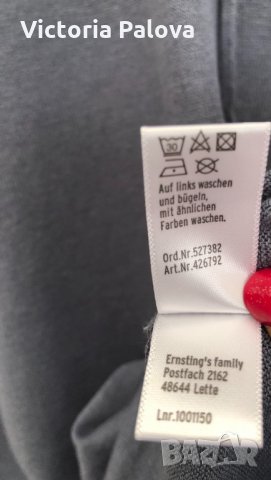 Victoria Palova
30
Auf links waschen
und bügeln,
mit ähnlichen
Farben waschen.
Ord.Nr.527382
Art.Nr.426792
Ernsting's family
Postfach 2162
48644 Lette
Lnr.1001150
BAZAR